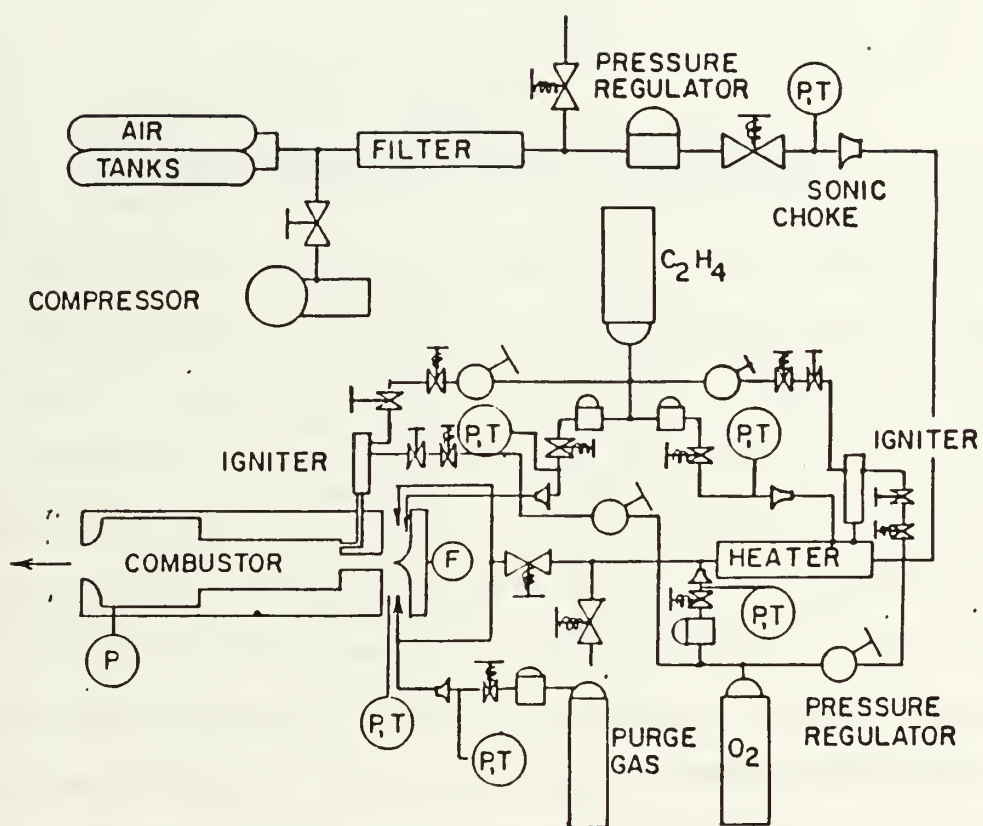 PRESSURE
REGULATOR
P,T
AIR
TANKS
FILTER
SONIC
CHOKE
C2H4
COMPRESSOR
P,T
P,T
IGNITER
IGNITER
COMBUSTOR
F
HEATER
P,T
P
P,T
P,T
PURGE
GAS
O2
PRESSURE
REGULATOR